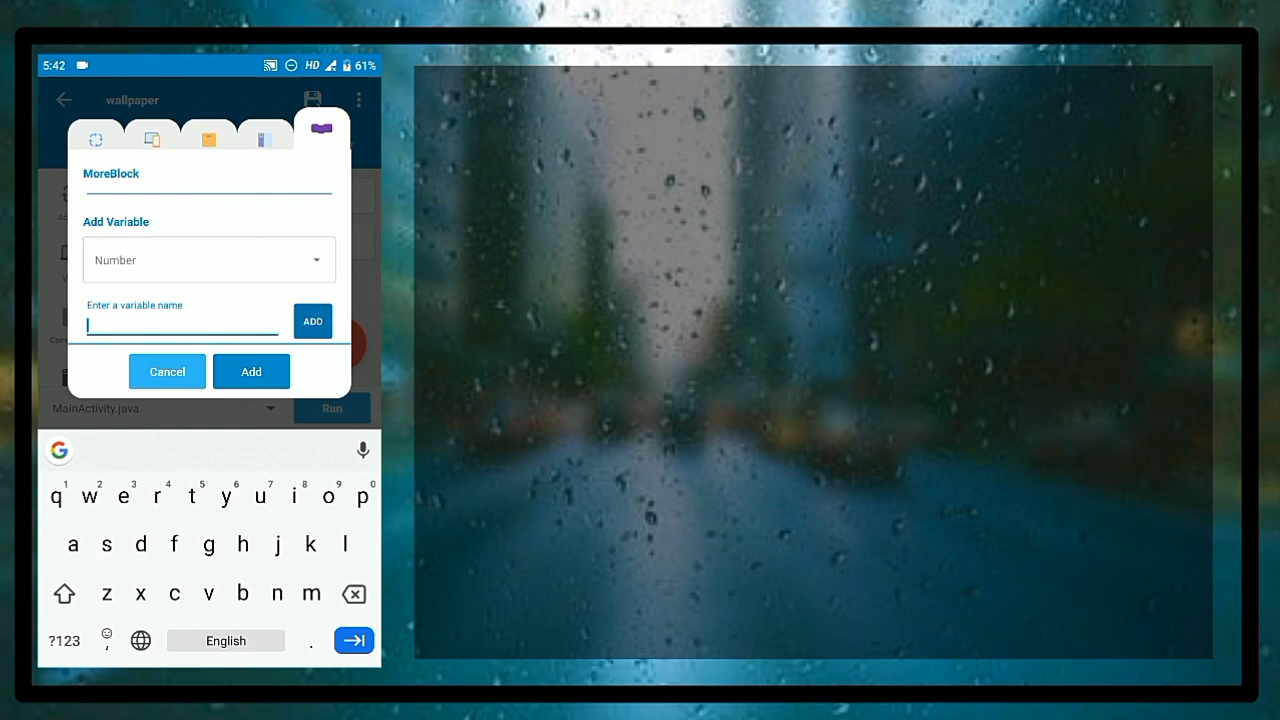 5:42 HD 61%
wallpaper
MoreBlock
Add Variable
Number
Enter a variable name
ADD
Cancel Add
MainActivity.java Run
1 2 3 4 5 6 7 8 9 0
q w e r t y u i o p
a s d f g h j k l
z x c v b n m
?123 , English .